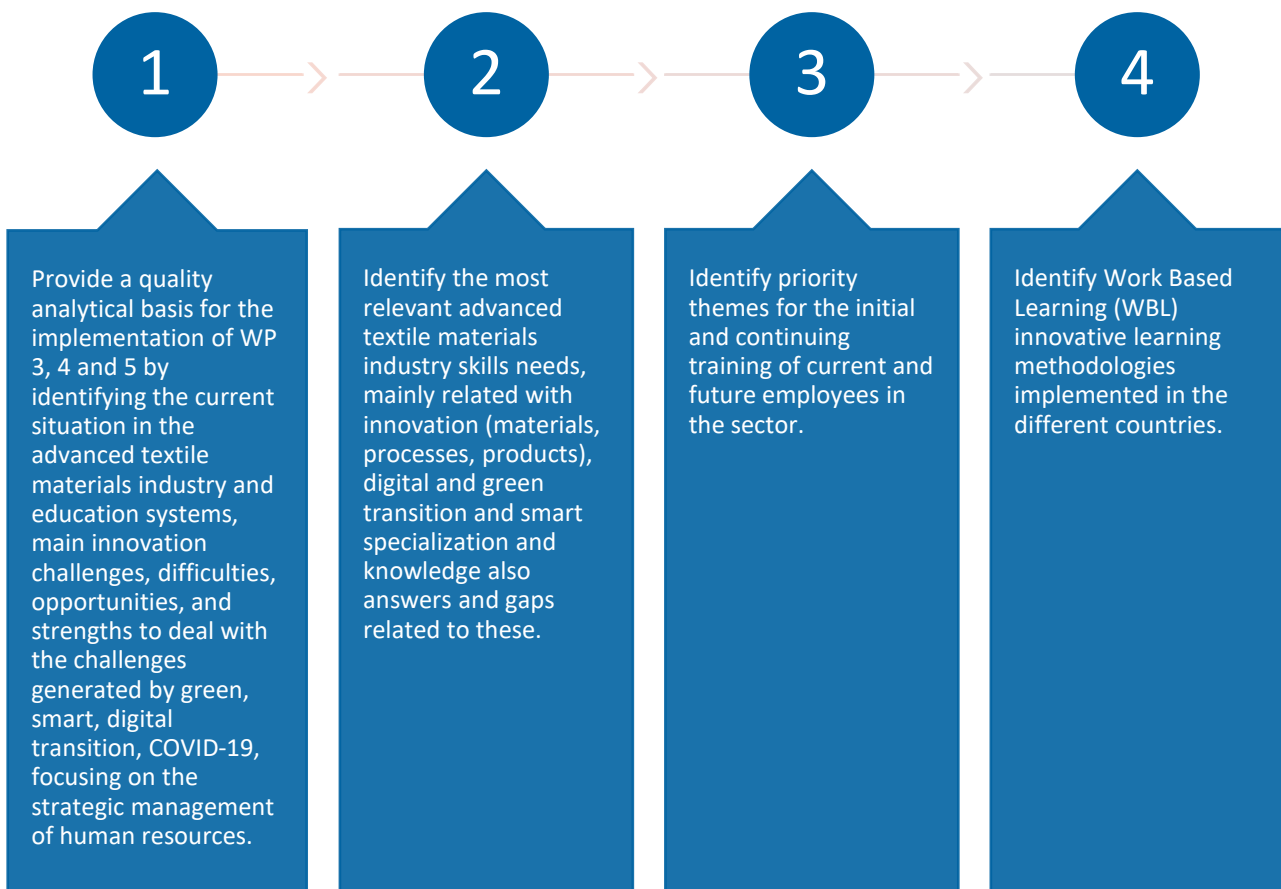 1
Provide a quality
analytical basis for the
implementation of WP
3, 4 and 5 by
identifying the current
situation in the
advanced textile
materials industry and
education systems,
main innovation
challenges, difficulties,
opportunities, and
strengths to deal with
the challenges
generated by green,
smart, digital
transition, COVID-19,
focusing on the
strategic management
of human resources.
2
Identify the most
relevant advanced
textile materials
industry skills needs,
mainly related with
innovation (materials,
processes, products),
digital and green
transition and smart
specialization and
knowledge also
answers and gaps
related to these.
3
Identify priority
themes for the initial
and continuing
training of current and
future employees in
the sector.
4
Identify Work Based
Learning (WBL)
innovative learning
methodologies
implemented in the
different countries.